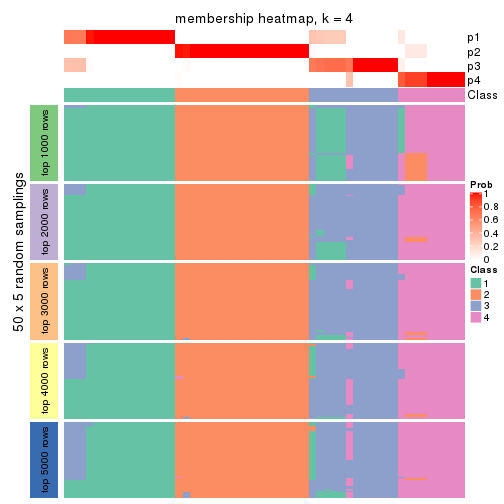 membership heatmap, k = 4
p1
p2
p3
p4
Class
50 x 5 random samplings
top 1000 rows
top 2000 rows
top 3000 rows
top 4000 rows
top 5000 rows
Prob
1
0.8
0.6
0.4
0.2
0
Class
1
2
3
4